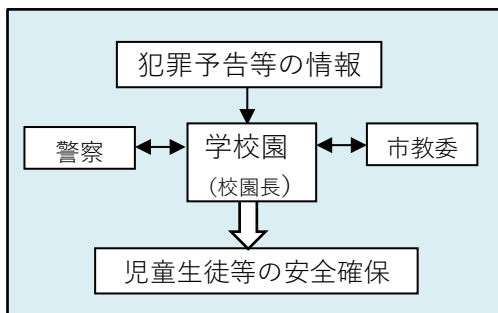 犯罪予告等の情報
警察
学校園
（校園長）
市教委
児童生徒等の安全確保